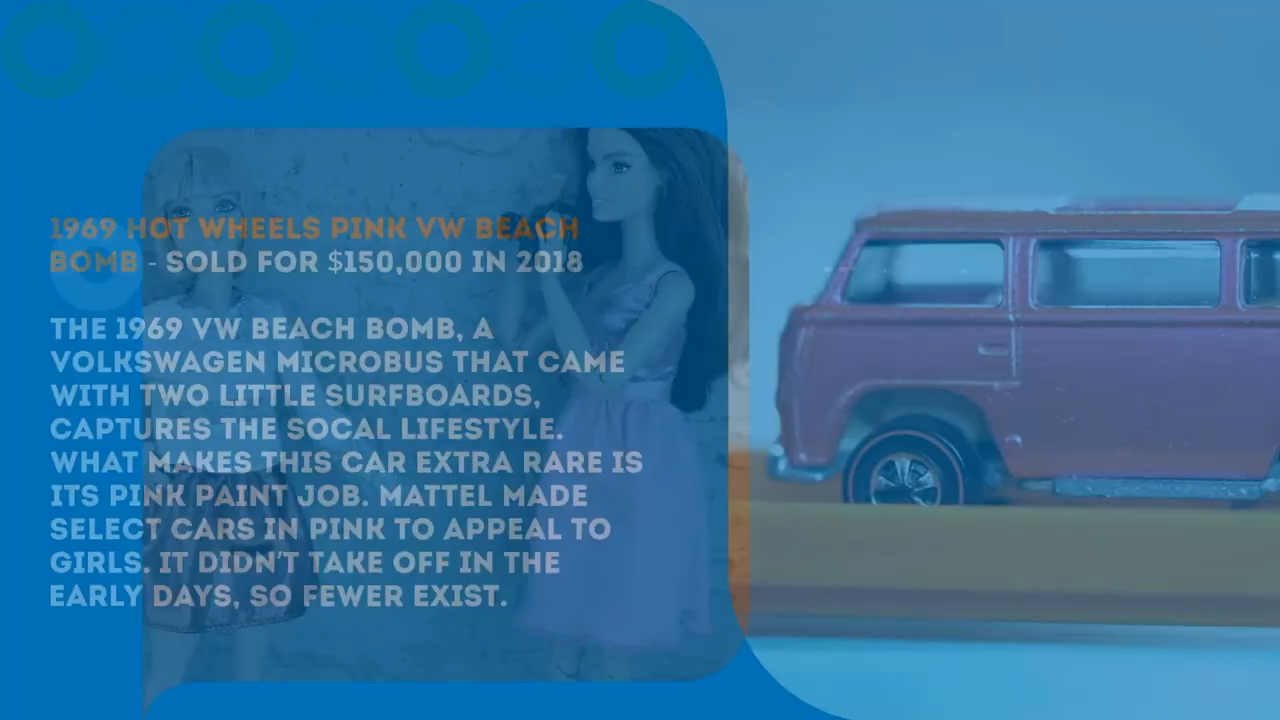 1969 HOT WHEELS PINK VW BEACH
BOMB - SOLD FOR $150,000 IN 2018
THE 1969 VW BEACH BOMB, A
VOLKSWAGEN MICROBUS THAT CAME
WITH TWO LITTLE SURFBOARDS,
CAPTURES THE SOCAL LIFESTYLE.
WHAT MAKES THIS CAR EXTRA RARE IS
ITS PINK PAINT JOB. MATTEL MADE
SELECT CARS IN PINK TO APPEAL TO
GIRLS. IT DIDN'T TAKE OFF IN THE
EARLY DAYS, SO FEWER EXIST.